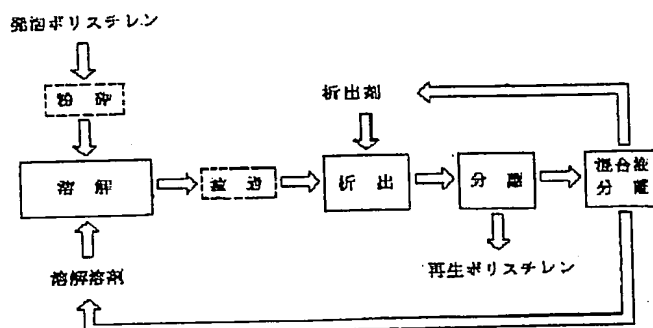 発泡ポリスチレン
粉砕
析出剤
溶解
濾過
析出
分離
混合液
分離
溶解溶剤
再生ポリスチレン